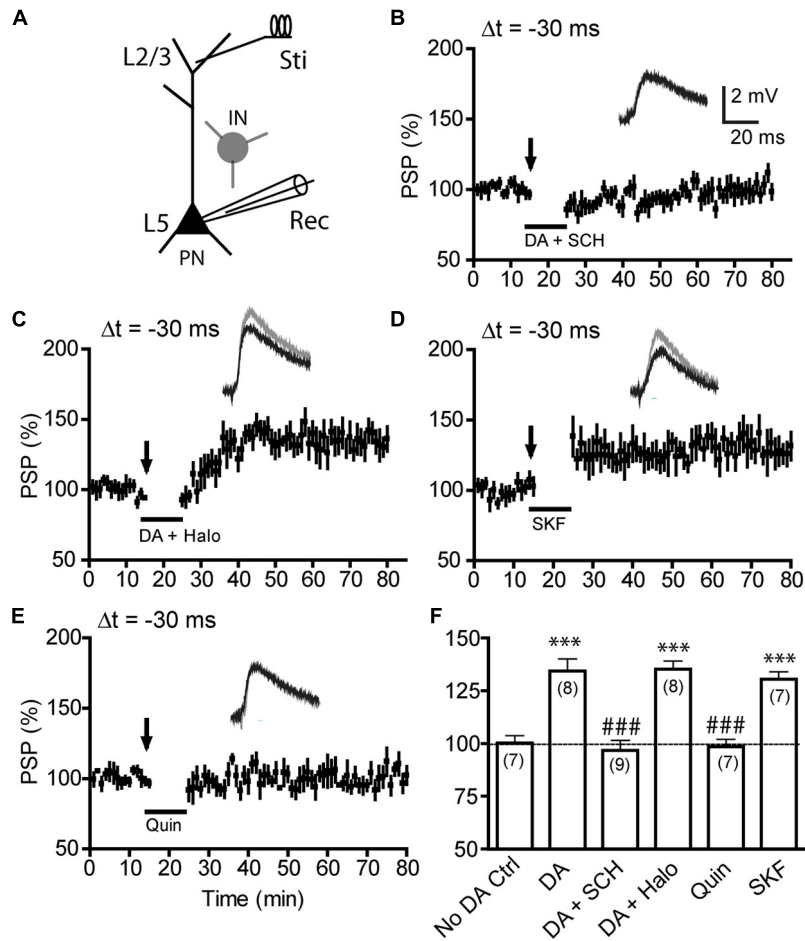 A
L2/3
Sti
IN
L5
Rec
PN
B
Δt = -30 ms
200
150
100
50
PSP (%)
2 mV
20 ms
DA + SCH
0 10 20 30 40 50 60 70 80
C
Δt = -30 ms
200
150
100
50
PSP (%)
DA + Halo
0 10 20 30 40 50 60 70 80
D
Δt = -30 ms
200
150
100
50
SKF
0 10 20 30 40 50 60 70 80
E
Δt = -30 ms
200
150
100
50
PSP (%)
Quin
0 10 20 30 40 50 60 70 80
Time (min)
F
150
125
100
75
50
*** *** ***
### ###
(7) (8) (9) (8) (7) (7)
No DA Ctrl
DA
DA + SCH
DA + Halo
Quin
SKF